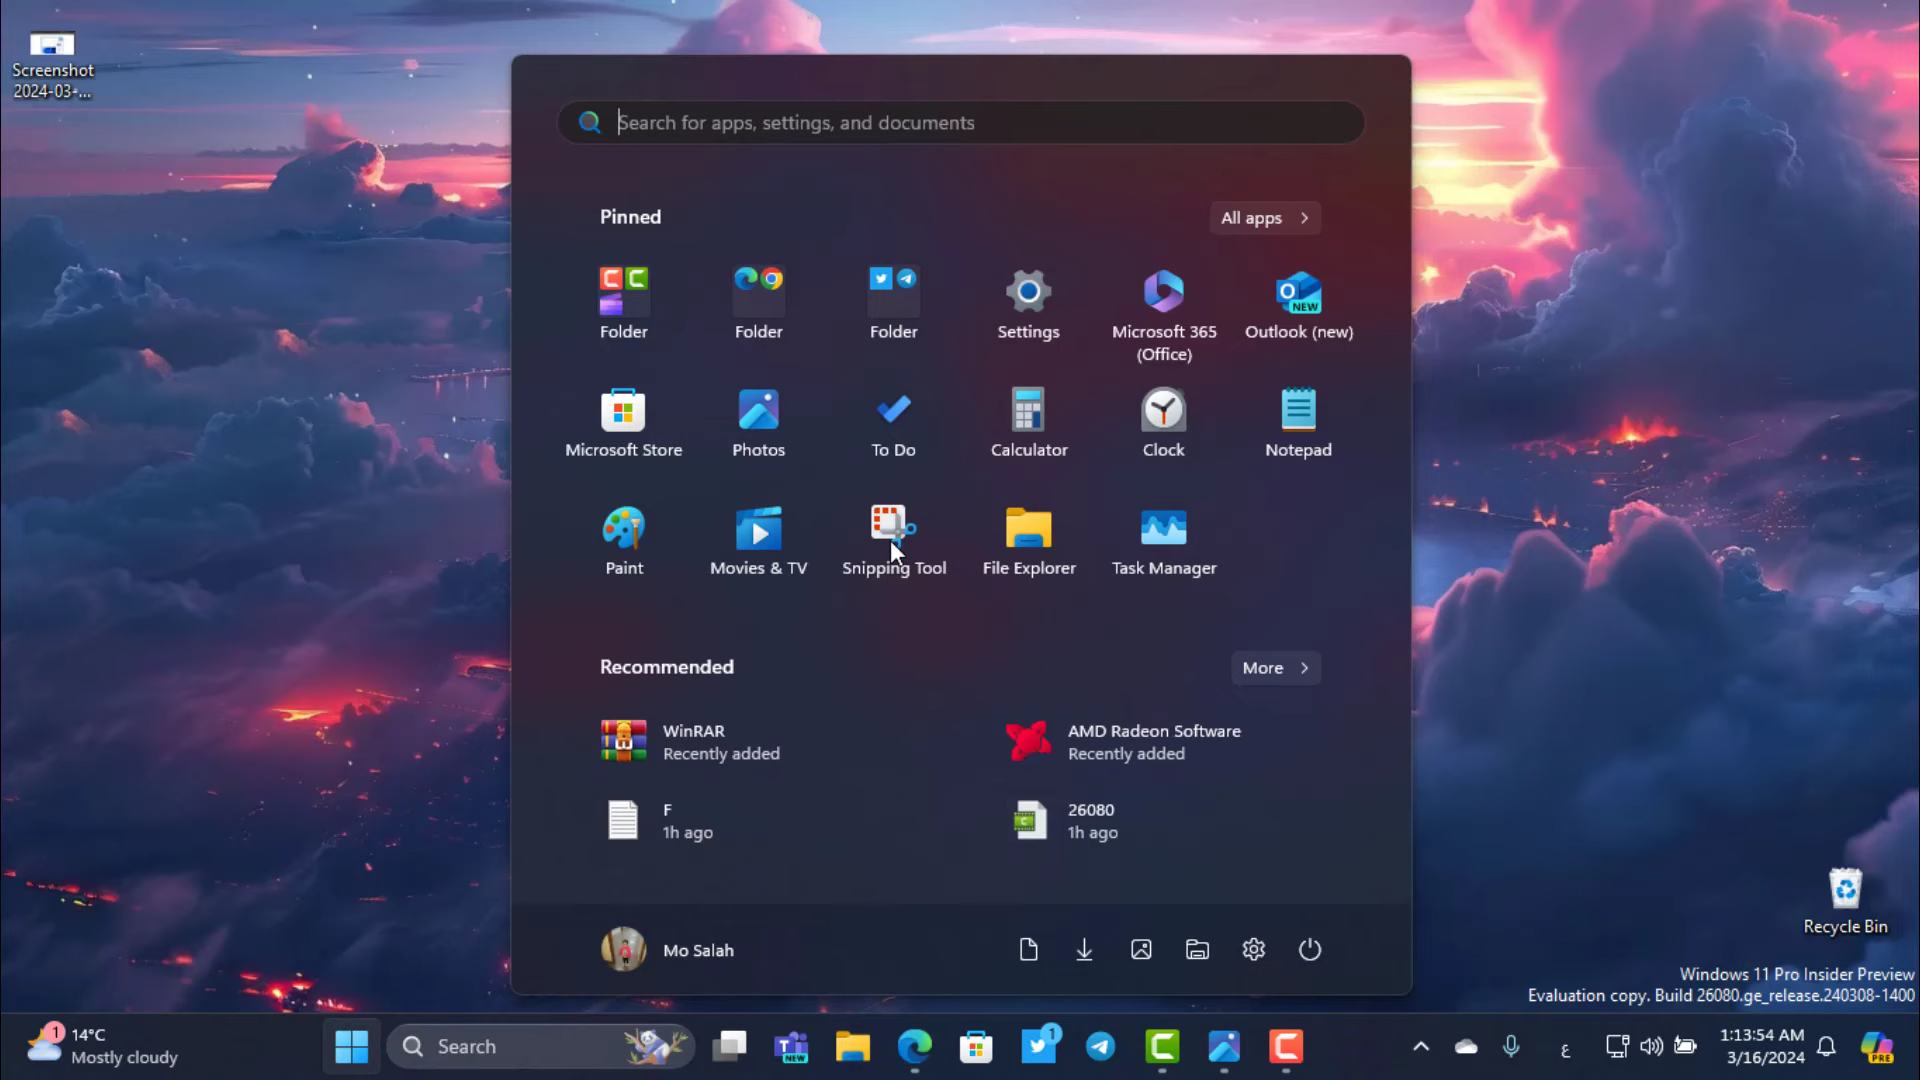 Screenshot
2024-03-...
Search for apps, settings, and documents
Pinned
All apps
Folder
Folder
Folder
Settings
Microsoft 365
(Office)
Outlook (new)
NEW
Microsoft Store
Photos
To Do
Calculator
Clock
Notepad
Paint
Movies & TV
Snipping Tool
File Explorer
Task Manager
Recommended
More
WinRAR
Recently added
AMD Radeon Software
Recently added
F
1h ago
26080
1h ago
Mo Salah
Recycle Bin
Windows 11 Pro Insider Preview
Evaluation copy. Build 26080.ge_release.240308-1400
1
14°C
Mostly cloudy
Search
NEW
1
ع
1:13:54 AM
3/16/2024
PRE